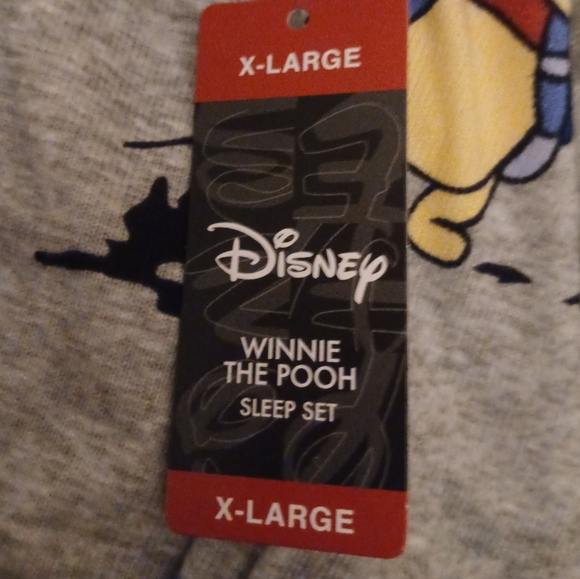 X-LARGE
Disney
WINNIE
THE POOH
SLEEP SET
X-LARGE